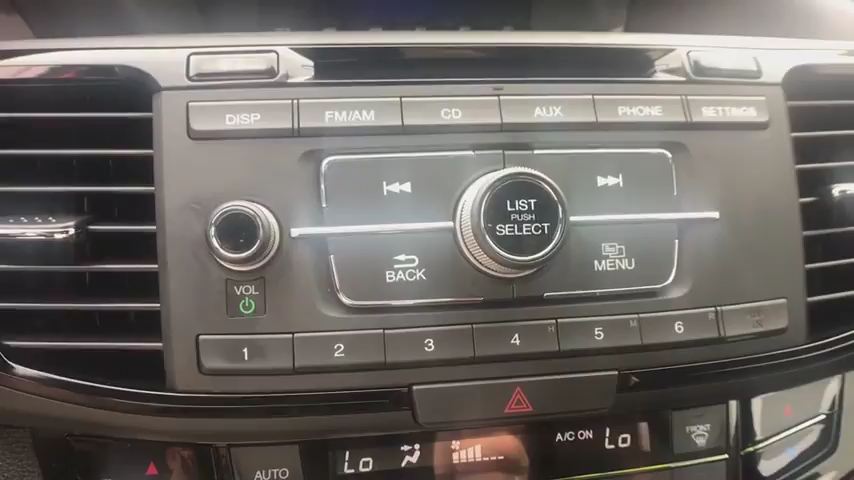 DISP FM/AM CD AUX PHONE SETTINGS
LIST
PUSH
SELECT
BACK MENU
VOL
1 2 3 4 H 5 M 6 R
A/C ON
Lo Lo
FRONT
AUTO